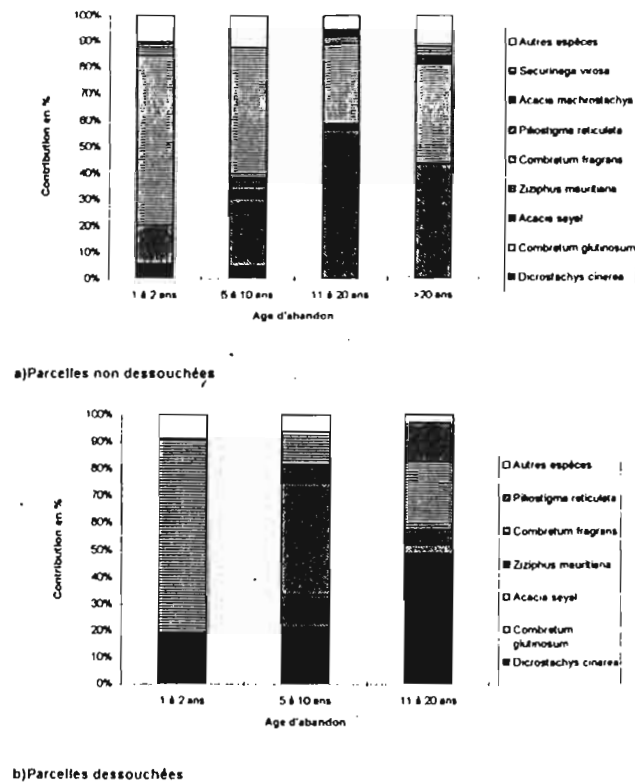 100%
90%
80%
70%
60%
50%
40%
30%
20%
10%
0%
Contribution en %
1 à 2 ans
5 à 10 ans
11 à 20 ans
>20 ans
Age d'abandon
Autres espèces
Securinega virosa
Acacia machrostachya
Piliostigma reticulata
Combretum fragrans
Ziziphus mauritiana
Acacia seyal
Combretum glutinosum
Dicrostachys cinerea
a)Parcelles non dessouchées
100%
90%
80%
70%
60%
50%
40%
30%
20%
10%
0%
Contribution en %
1 à 2 ans
5 à 10 ans
11 à 20 ans
Age d'abandon
Autres espèces
Piliostigma reticulata
Combretum fragrans
Ziziphus mauritiana
Acacia seyal
Combretum
glutinosum
Dicrostachys cinerea
b)Parcelles dessouchées